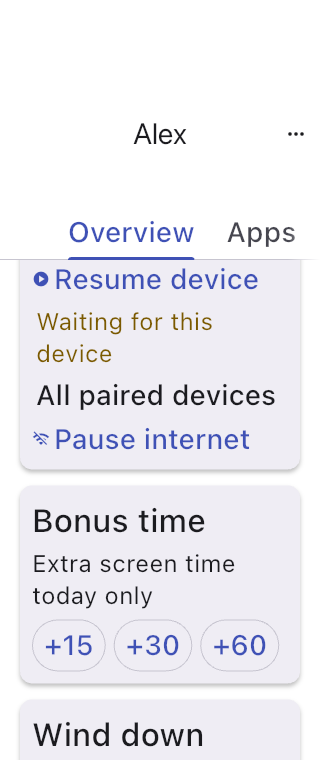 Alex
Overview
Apps
Resume device
Waiting for this
device
All paired devices
Pause internet
Bonus time
Extra screen time
today only
+15
+30
+60
Wind down